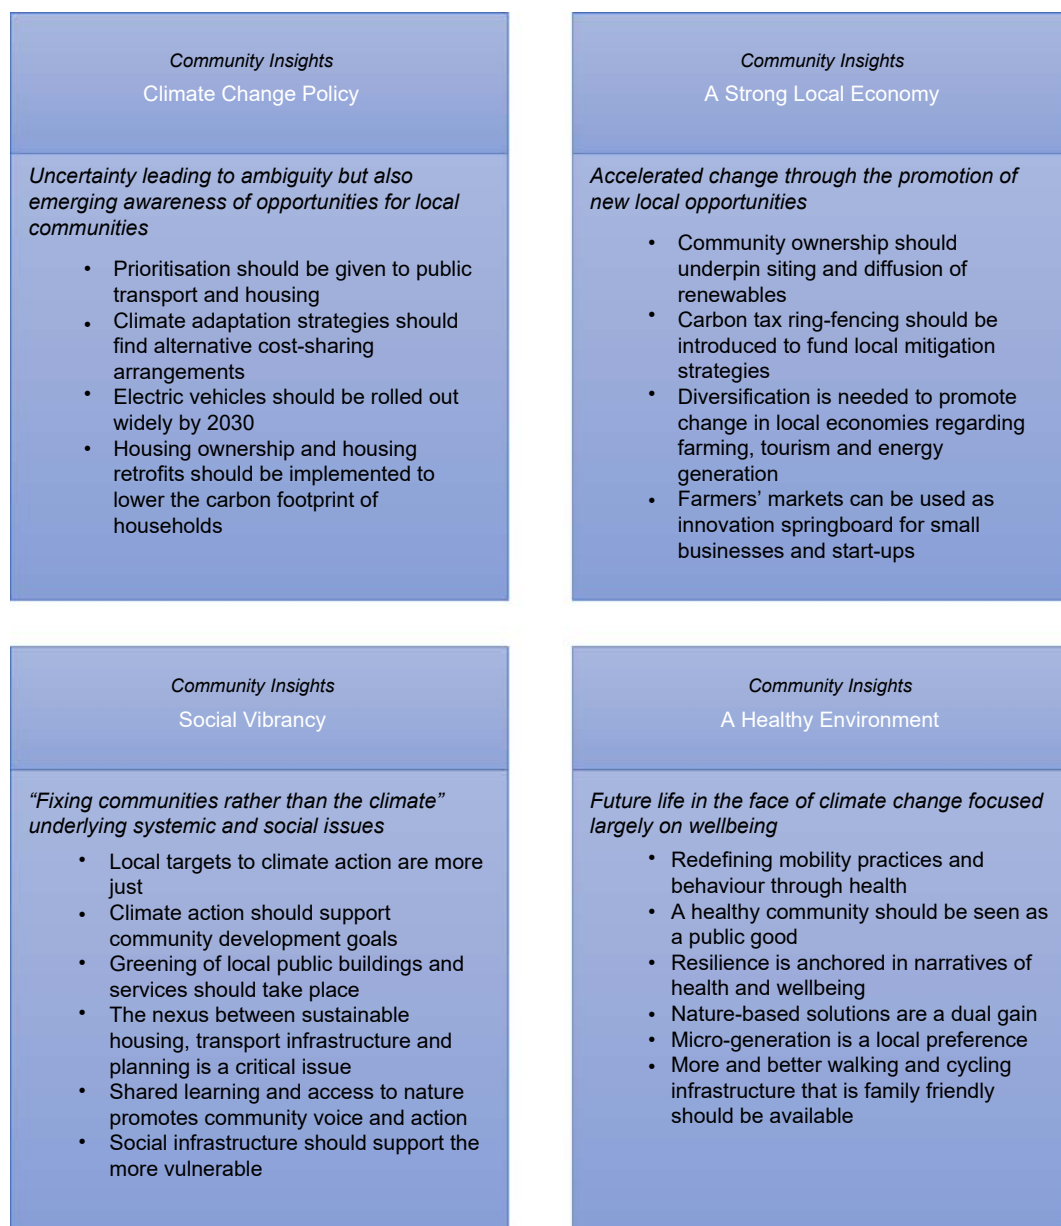 Community Insights
Climate Change Policy
Uncertainty leading to ambiguity but also
emerging awareness of opportunities for local
communities
• Prioritisation should be given to public
transport and housing
• Climate adaptation strategies should
find alternative cost-sharing
arrangements
• Electric vehicles should be rolled out
widely by 2030
• Housing ownership and housing
retrofits should be implemented to
lower the carbon footprint of
households
Community Insights
A Strong Local Economy
Accelerated change through the promotion of
new local opportunities
• Community ownership should
underpin siting and diffusion of
renewables
• Carbon tax ring-fencing should be
introduced to fund local mitigation
strategies
• Diversification is needed to promote
change in local economies regarding
farming, tourism and energy
generation
• Farmers’ markets can be used as
innovation springboard for small
businesses and start-ups
Community Insights
Social Vibrancy
“Fixing communities rather than the climate”
underlying systemic and social issues
• Local targets to climate action are more
just
• Climate action should support
community development goals
• Greening of local public buildings and
services should take place
• The nexus between sustainable
housing, transport infrastructure and
planning is a critical issue
• Shared learning and access to nature
promotes community voice and action
• Social infrastructure should support the
more vulnerable
Community Insights
A Healthy Environment
Future life in the face of climate change focused
largely on wellbeing
• Redefining mobility practices and
behaviour through health
• A healthy community should be seen as
a public good
• Resilience is anchored in narratives of
health and wellbeing
• Nature-based solutions are a dual gain
• Micro-generation is a local preference
• More and better walking and cycling
infrastructure that is family friendly
should be available